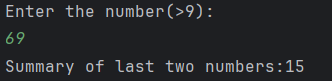 Enter the number(>9):
69
Summary of last two numbers:15